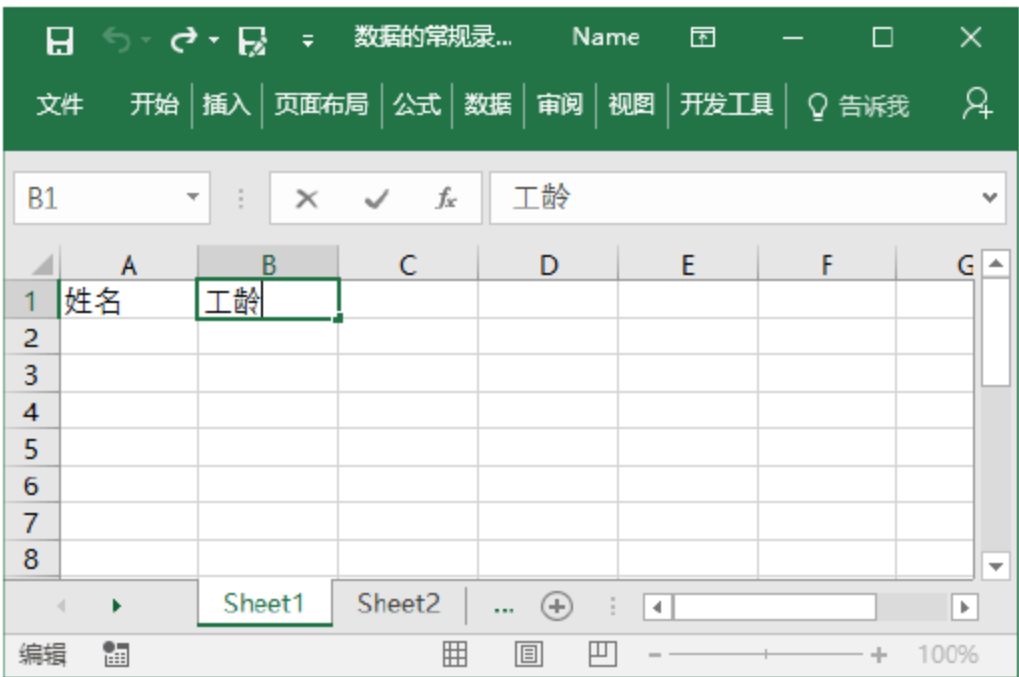 数据的常规录... Name
文件 开始 插入 页面布局 公式 数据 审阅 视图 开发工具 告诉我
B1 fx 工龄
A B C D E F G
1 姓名 工龄
2
3
4
5
6
7
8
Sheet1 Sheet2 ...
编辑 100%